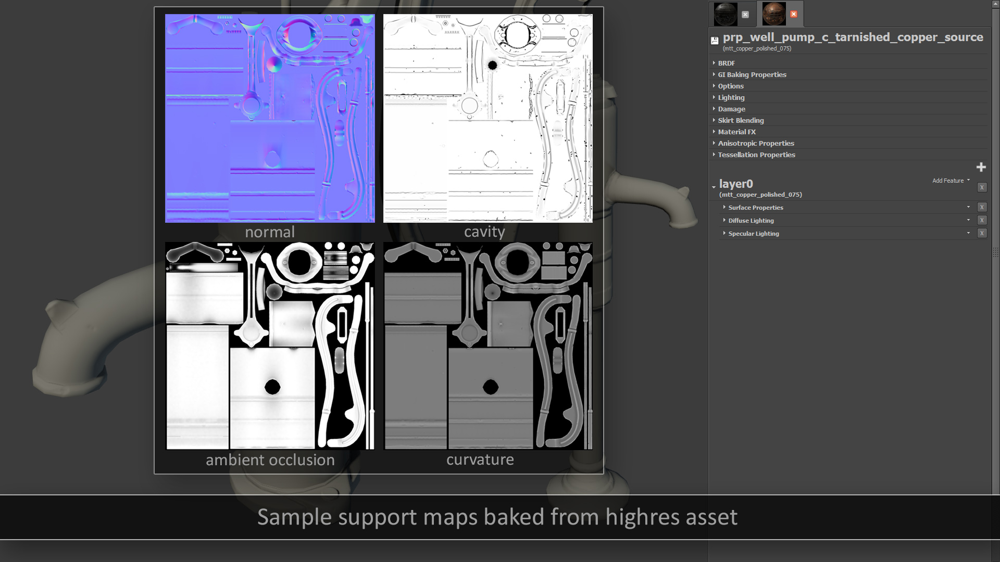 normal
cavity
ambient occlusion
curvature
Sample support maps baked from highres asset
prp_well_pump_c_tarnished_copper_source
(mtt_copper_polished_075)
BRDF
GI Baking Properties
Options
Lighting
Damage
Skirt Blending
Material FX
Anisotropic Properties
Tessellation Properties
layer0
Add Feature
X
(mtt_copper_polished_075)
Surface Properties
X
Diffuse Lighting
X
Specular Lighting
X